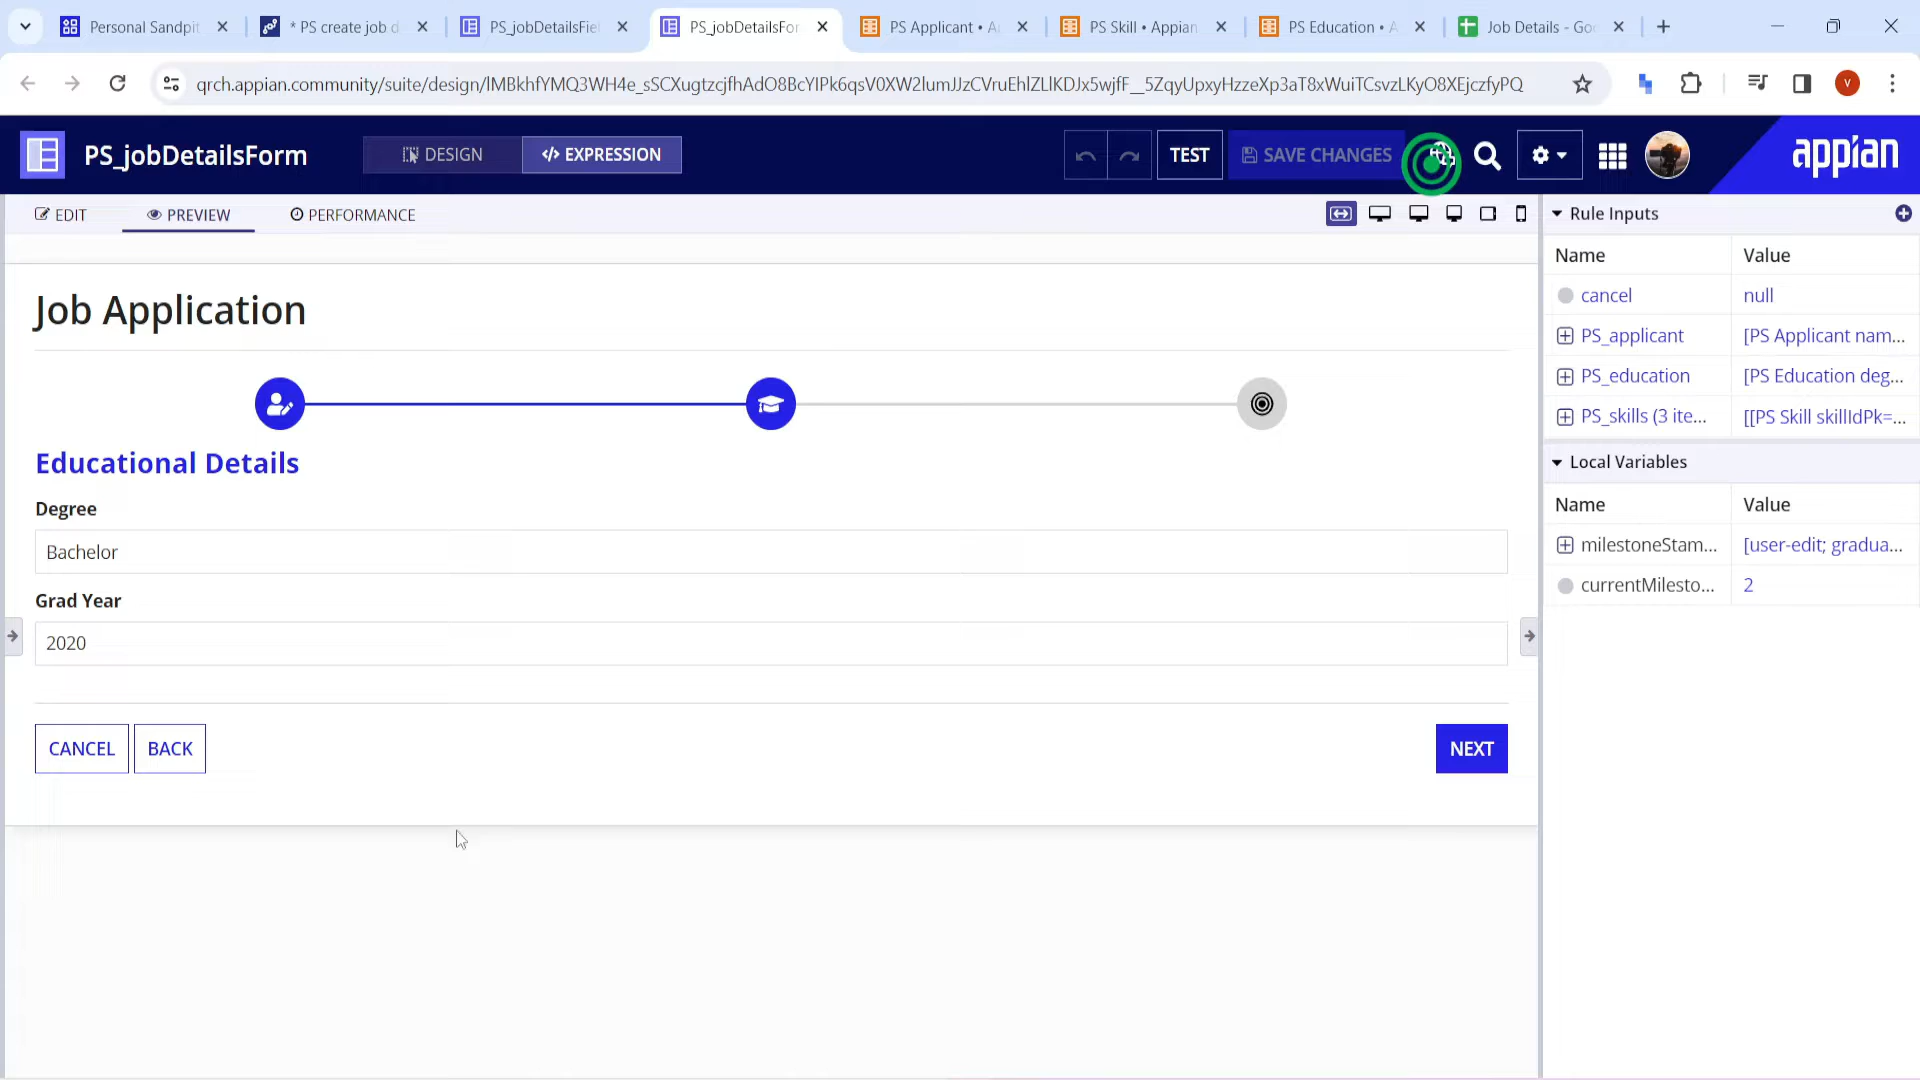 Personal Sandpit
* PS create job d
PS_jobDetailsFiel
PS_jobDetailsFor
PS Applicant • A
PS Skill • Appian
PS Education • A
Job Details - Goo
qrch.appian.community/suite/design/lMBkhfYMQ3WH4e_sSCXugtzcjfhAdO8BcYlPk6qsV0XW2lumJJzCVruEhlZLlKDJx5wjfF__5ZqyUpxyHzzeXp3aT8xWuiTCsvzLKyO8XEjczfyPQ
V
PS_jobDetailsForm
DESIGN
</> EXPRESSION
TEST
SAVE CHANGES
appian
EDIT
PREVIEW
PERFORMANCE
Rule Inputs
Name Value
cancel null
PS_applicant [PS Applicant nam...
PS_education [PS Education deg...
PS_skills (3 ite... [[PS Skill skillIdPk=...
Local Variables
Name Value
milestoneStam... [user-edit; gradua...
currentMilesto... 2
Job Application
Educational Details
Degree
Bachelor
Grad Year
2020
CANCEL
BACK
NEXT